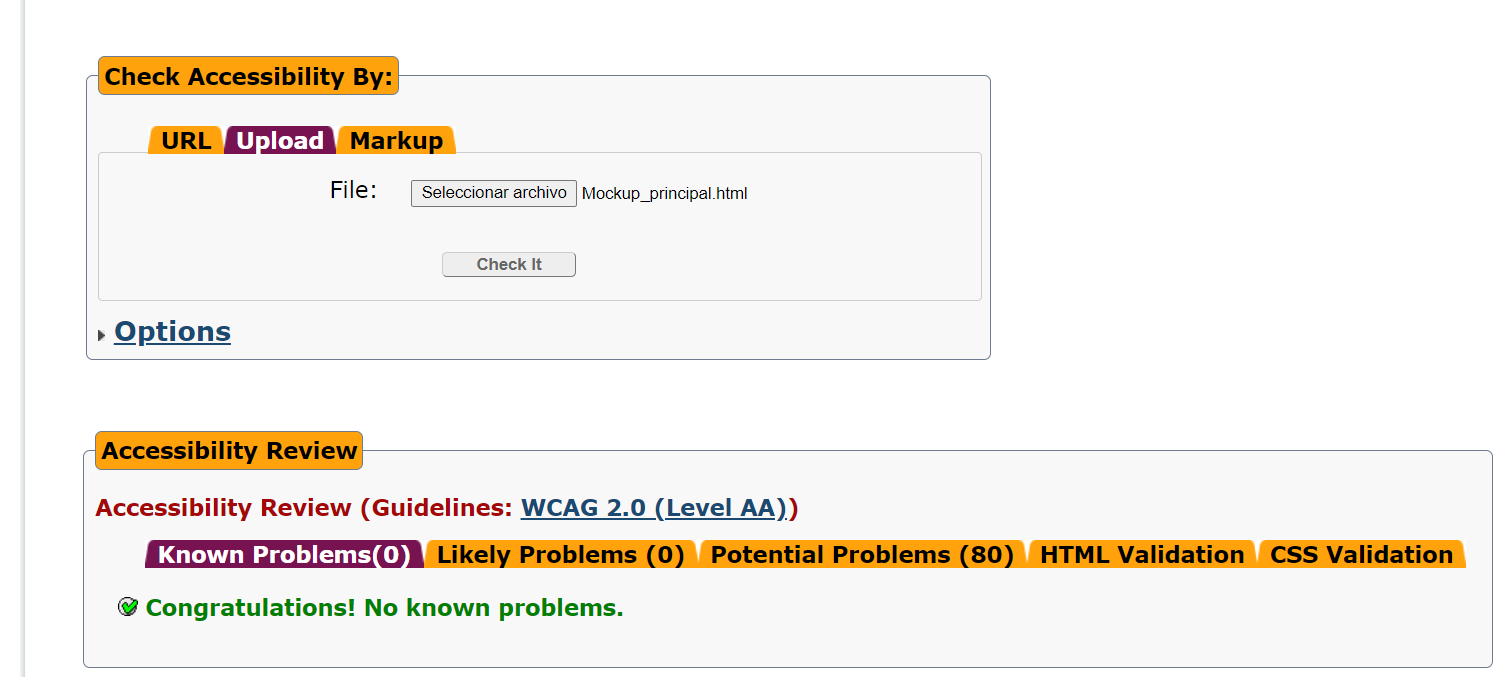 Check Accessibility By:
URL Upload Markup
File: Seleccionar archivo Mockup_principal.html
Check It
Options
Accessibility Review
Accessibility Review (Guidelines: WCAG 2.0 (Level AA))
Known Problems(0) Likely Problems (0) Potential Problems (80) HTML Validation CSS Validation
Congratulations! No known problems.